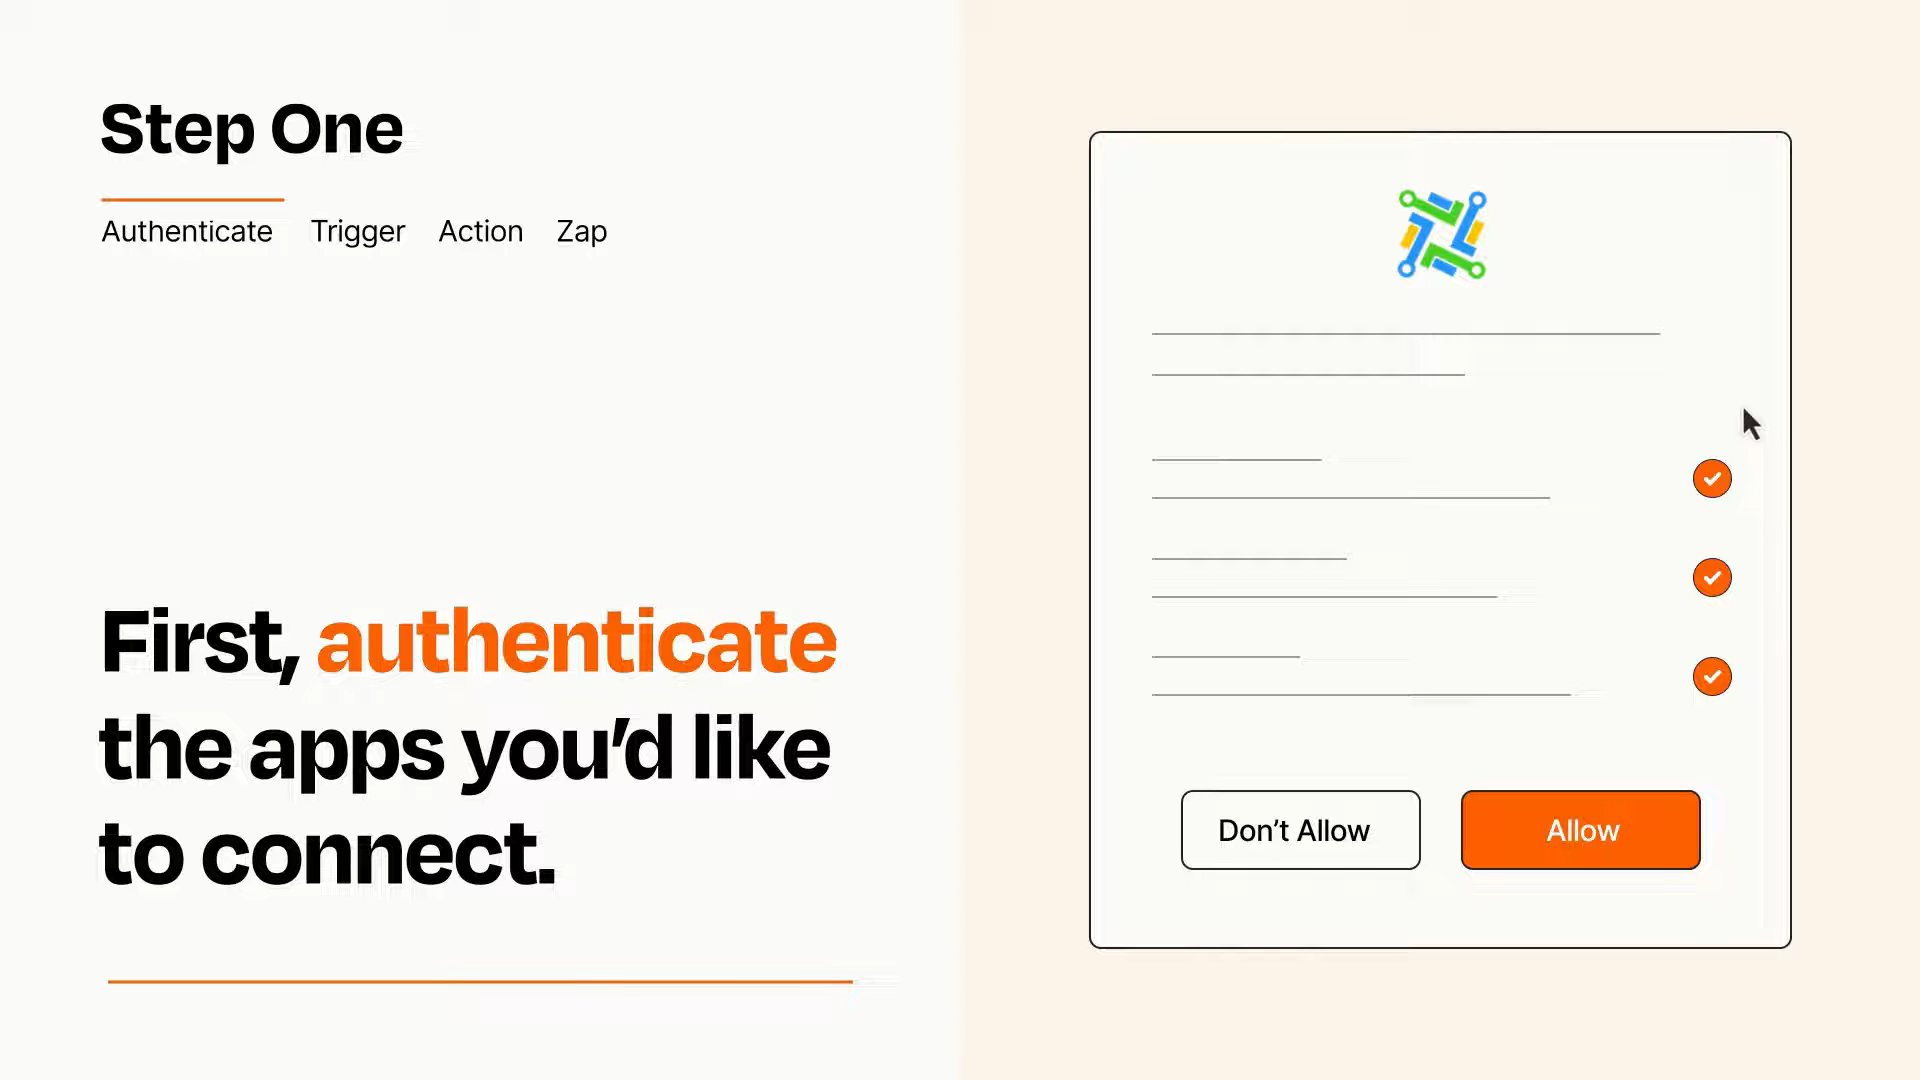 Step One
Authenticate Trigger Action Zap
First, authenticate
the apps you’d like
to connect.
Don’t Allow
Allow